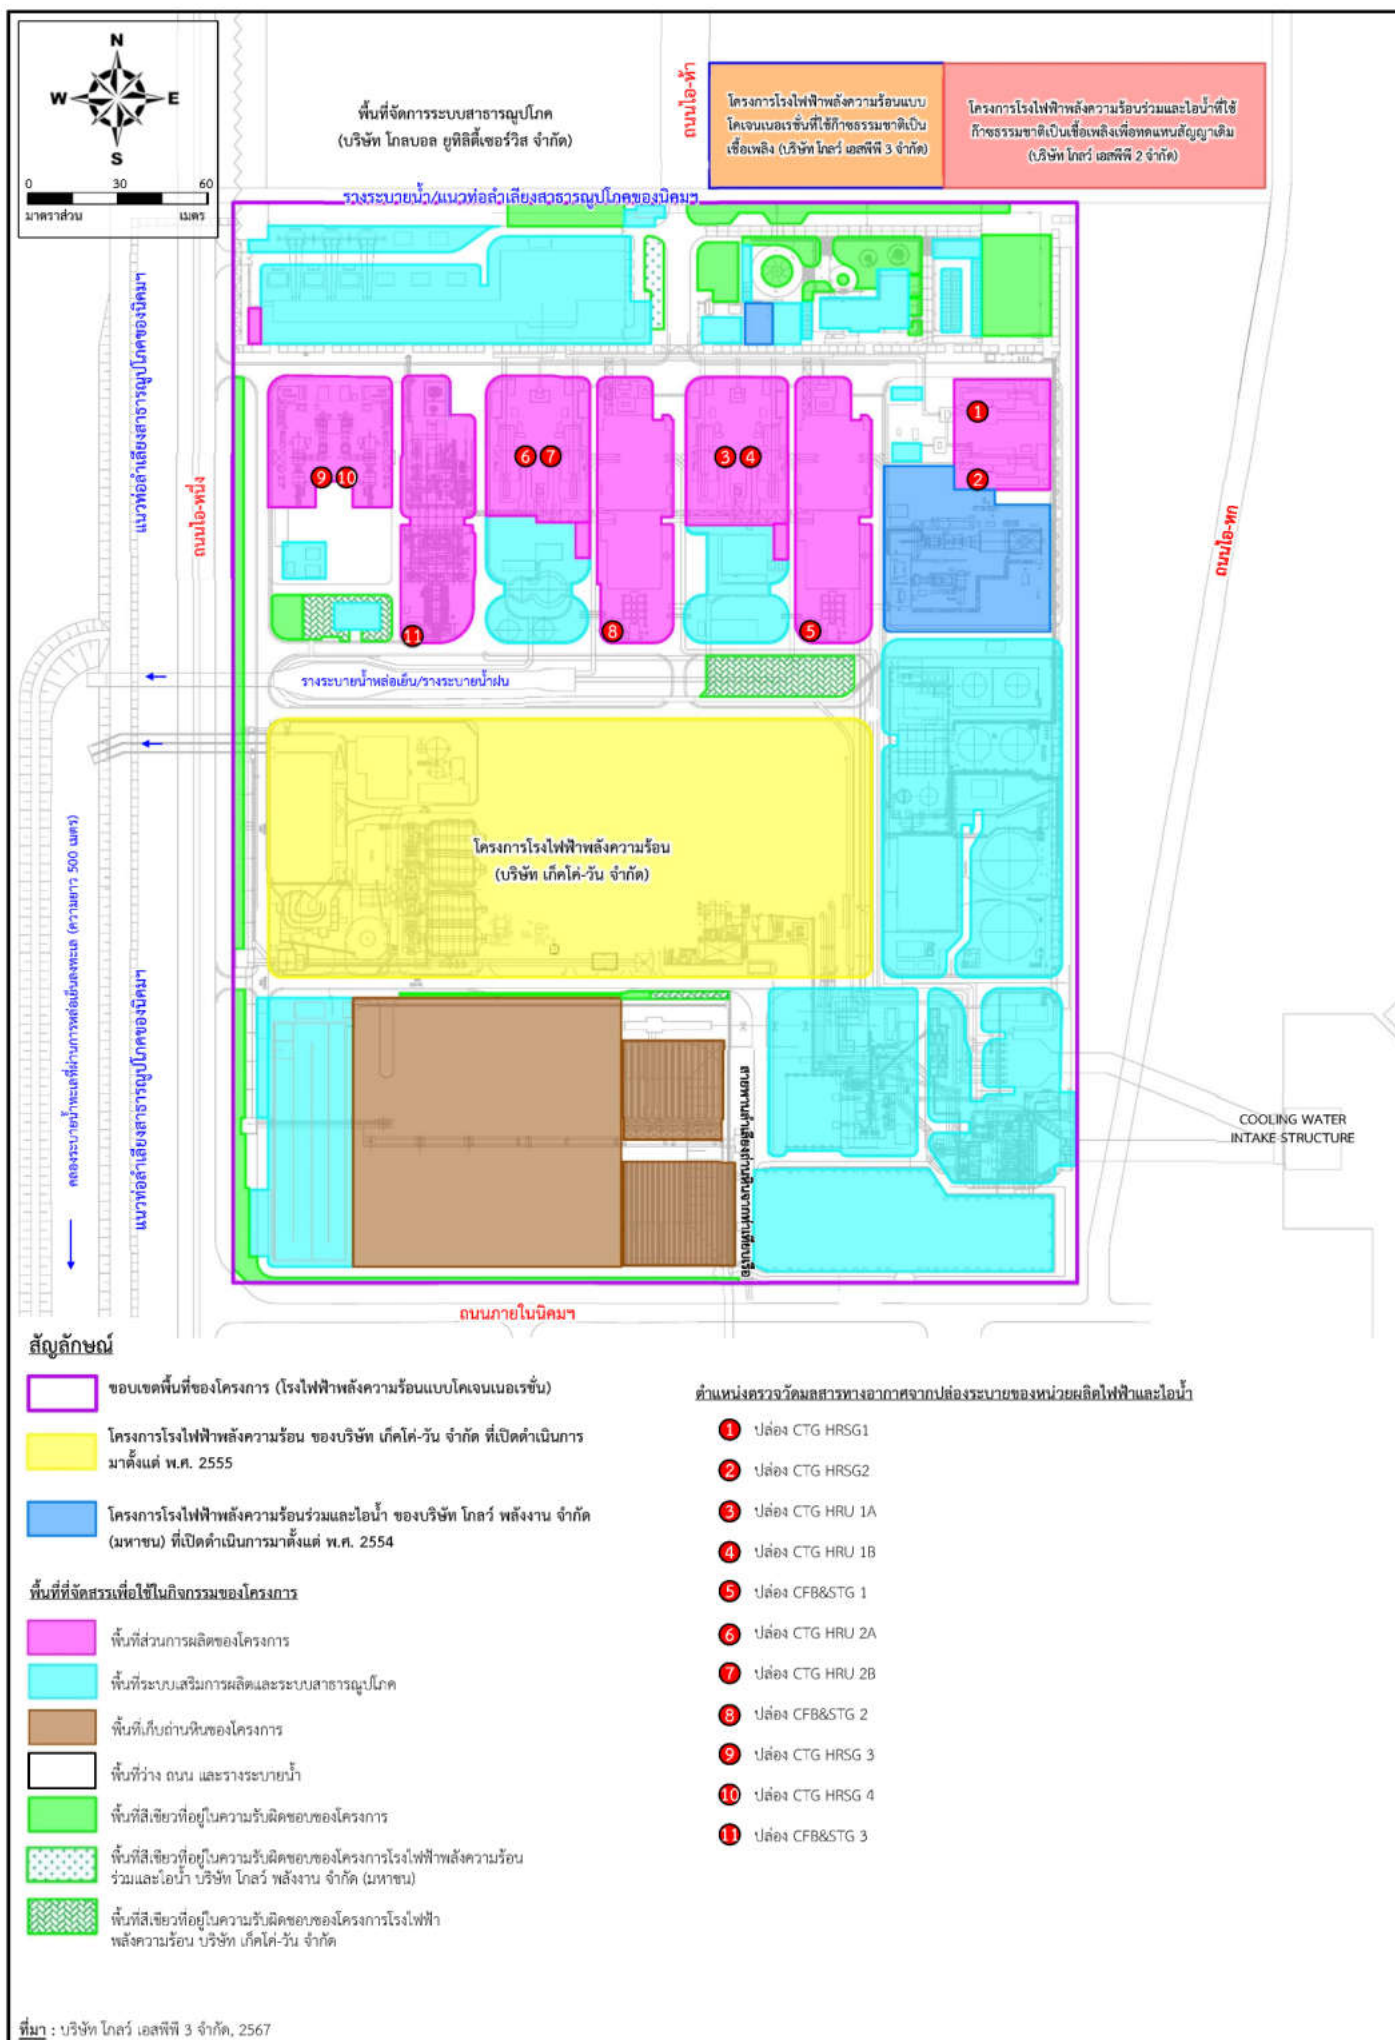 N
W
E
S
0 30 60
มาตราส่วน เมตร
พื้นที่จัดการระบบสาธารณูปโภค
(บริษัท โกลบอล ยูทิลิตี้เซอร์วิส จำกัด)
ถนนไอ-ห้า
โครงการโรงไฟฟ้าพลังความร้อนแบบ
โคเจนเนอเรชั่นที่ใช้ก๊าซธรรมชาติเป็น
เชื้อเพลิง (บริษัท โกลว์ เอสพีพี 3 จำกัด)
โครงการโรงไฟฟ้าพลังความร้อนร่วมและไอน้ำที่ใช้
ก๊าซธรรมชาติเป็นเชื้อเพลิงเพื่อทดแทนสัญญาเดิม
(บริษัท โกลว์ เอสพีพี 2 จำกัด)
รางระบายน้ำ/แนวท่อลำเลียงสาธารณูปโภคของนิคมฯ
แนวท่อลำเลียงสาธารณูปโภคของนิคมฯ
ถนนไอ-หนึ่ง
ถนนไอ-หก
1
2
3 4
6 7
9 10
11
8
5
รางระบายน้ำหล่อเย็น/รางระบายน้ำฝน
โครงการโรงไฟฟ้าพลังความร้อน
(บริษัท เก็คโค่-วัน จำกัด)
คลองระบายน้ำทะเลที่ผ่านการหล่อเย็นลงทะเล (ความยาว 500 เมตร)
แนวท่อลำเลียงสาธารณูปโภคของนิคมฯ
สายพานลำเลียงถ่านหินจากท่าเทียบเรือ
COOLING WATER
INTAKE STRUCTURE
ถนนภายในนิคมฯ
สัญลักษณ์
ขอบเขตพื้นที่ของโครงการ (โรงไฟฟ้าพลังความร้อนแบบโคเจนเนอเรชั่น)
โครงการโรงไฟฟ้าพลังความร้อน ของบริษัท เก็คโค่-วัน จำกัด ที่เปิดดำเนินการ
มาตั้งแต่ พ.ศ. 2555
โครงการโรงไฟฟ้าพลังความร้อนร่วมและไอน้ำ ของบริษัท โกลว์ พลังงาน จำกัด
(มหาชน) ที่เปิดดำเนินการมาตั้งแต่ พ.ศ. 2554
พื้นที่ที่จัดสรรเพื่อใช้ในกิจกรรมของโครงการ
พื้นที่ส่วนการผลิตของโครงการ
พื้นที่ระบบเสริมการผลิตและระบบสาธารณูปโภค
พื้นที่เก็บถ่านหินของโครงการ
พื้นที่ว่าง ถนน และรางระบายน้ำ
พื้นที่สีเขียวที่อยู่ในความรับผิดชอบของโครงการ
พื้นที่สีเขียวที่อยู่ในความรับผิดชอบของโครงการโรงไฟฟ้าพลังความร้อน
ร่วมและไอน้ำ บริษัท โกลว์ พลังงาน จำกัด (มหาชน)
พื้นที่สีเขียวที่อยู่ในความรับผิดชอบของโครงการโรงไฟฟ้า
พลังความร้อน บริษัท เก็คโค่-วัน จำกัด
ตำแหน่งตรวจวัดมลสารทางอากาศจากปล่องระบายของหน่วยผลิตไฟฟ้าและไอน้ำ
1 ปล่อง CTG HRSG1
2 ปล่อง CTG HRSG2
3 ปล่อง CTG HRU 1A
4 ปล่อง CTG HRU 1B
5 ปล่อง CFB&STG 1
6 ปล่อง CTG HRU 2A
7 ปล่อง CTG HRU 2B
8 ปล่อง CFB&STG 2
9 ปล่อง CTG HRSG 3
10 ปล่อง CTG HRSG 4
11 ปล่อง CFB&STG 3
ที่มา : บริษัท โกลว์ เอสพีพี 3 จำกัด, 2567